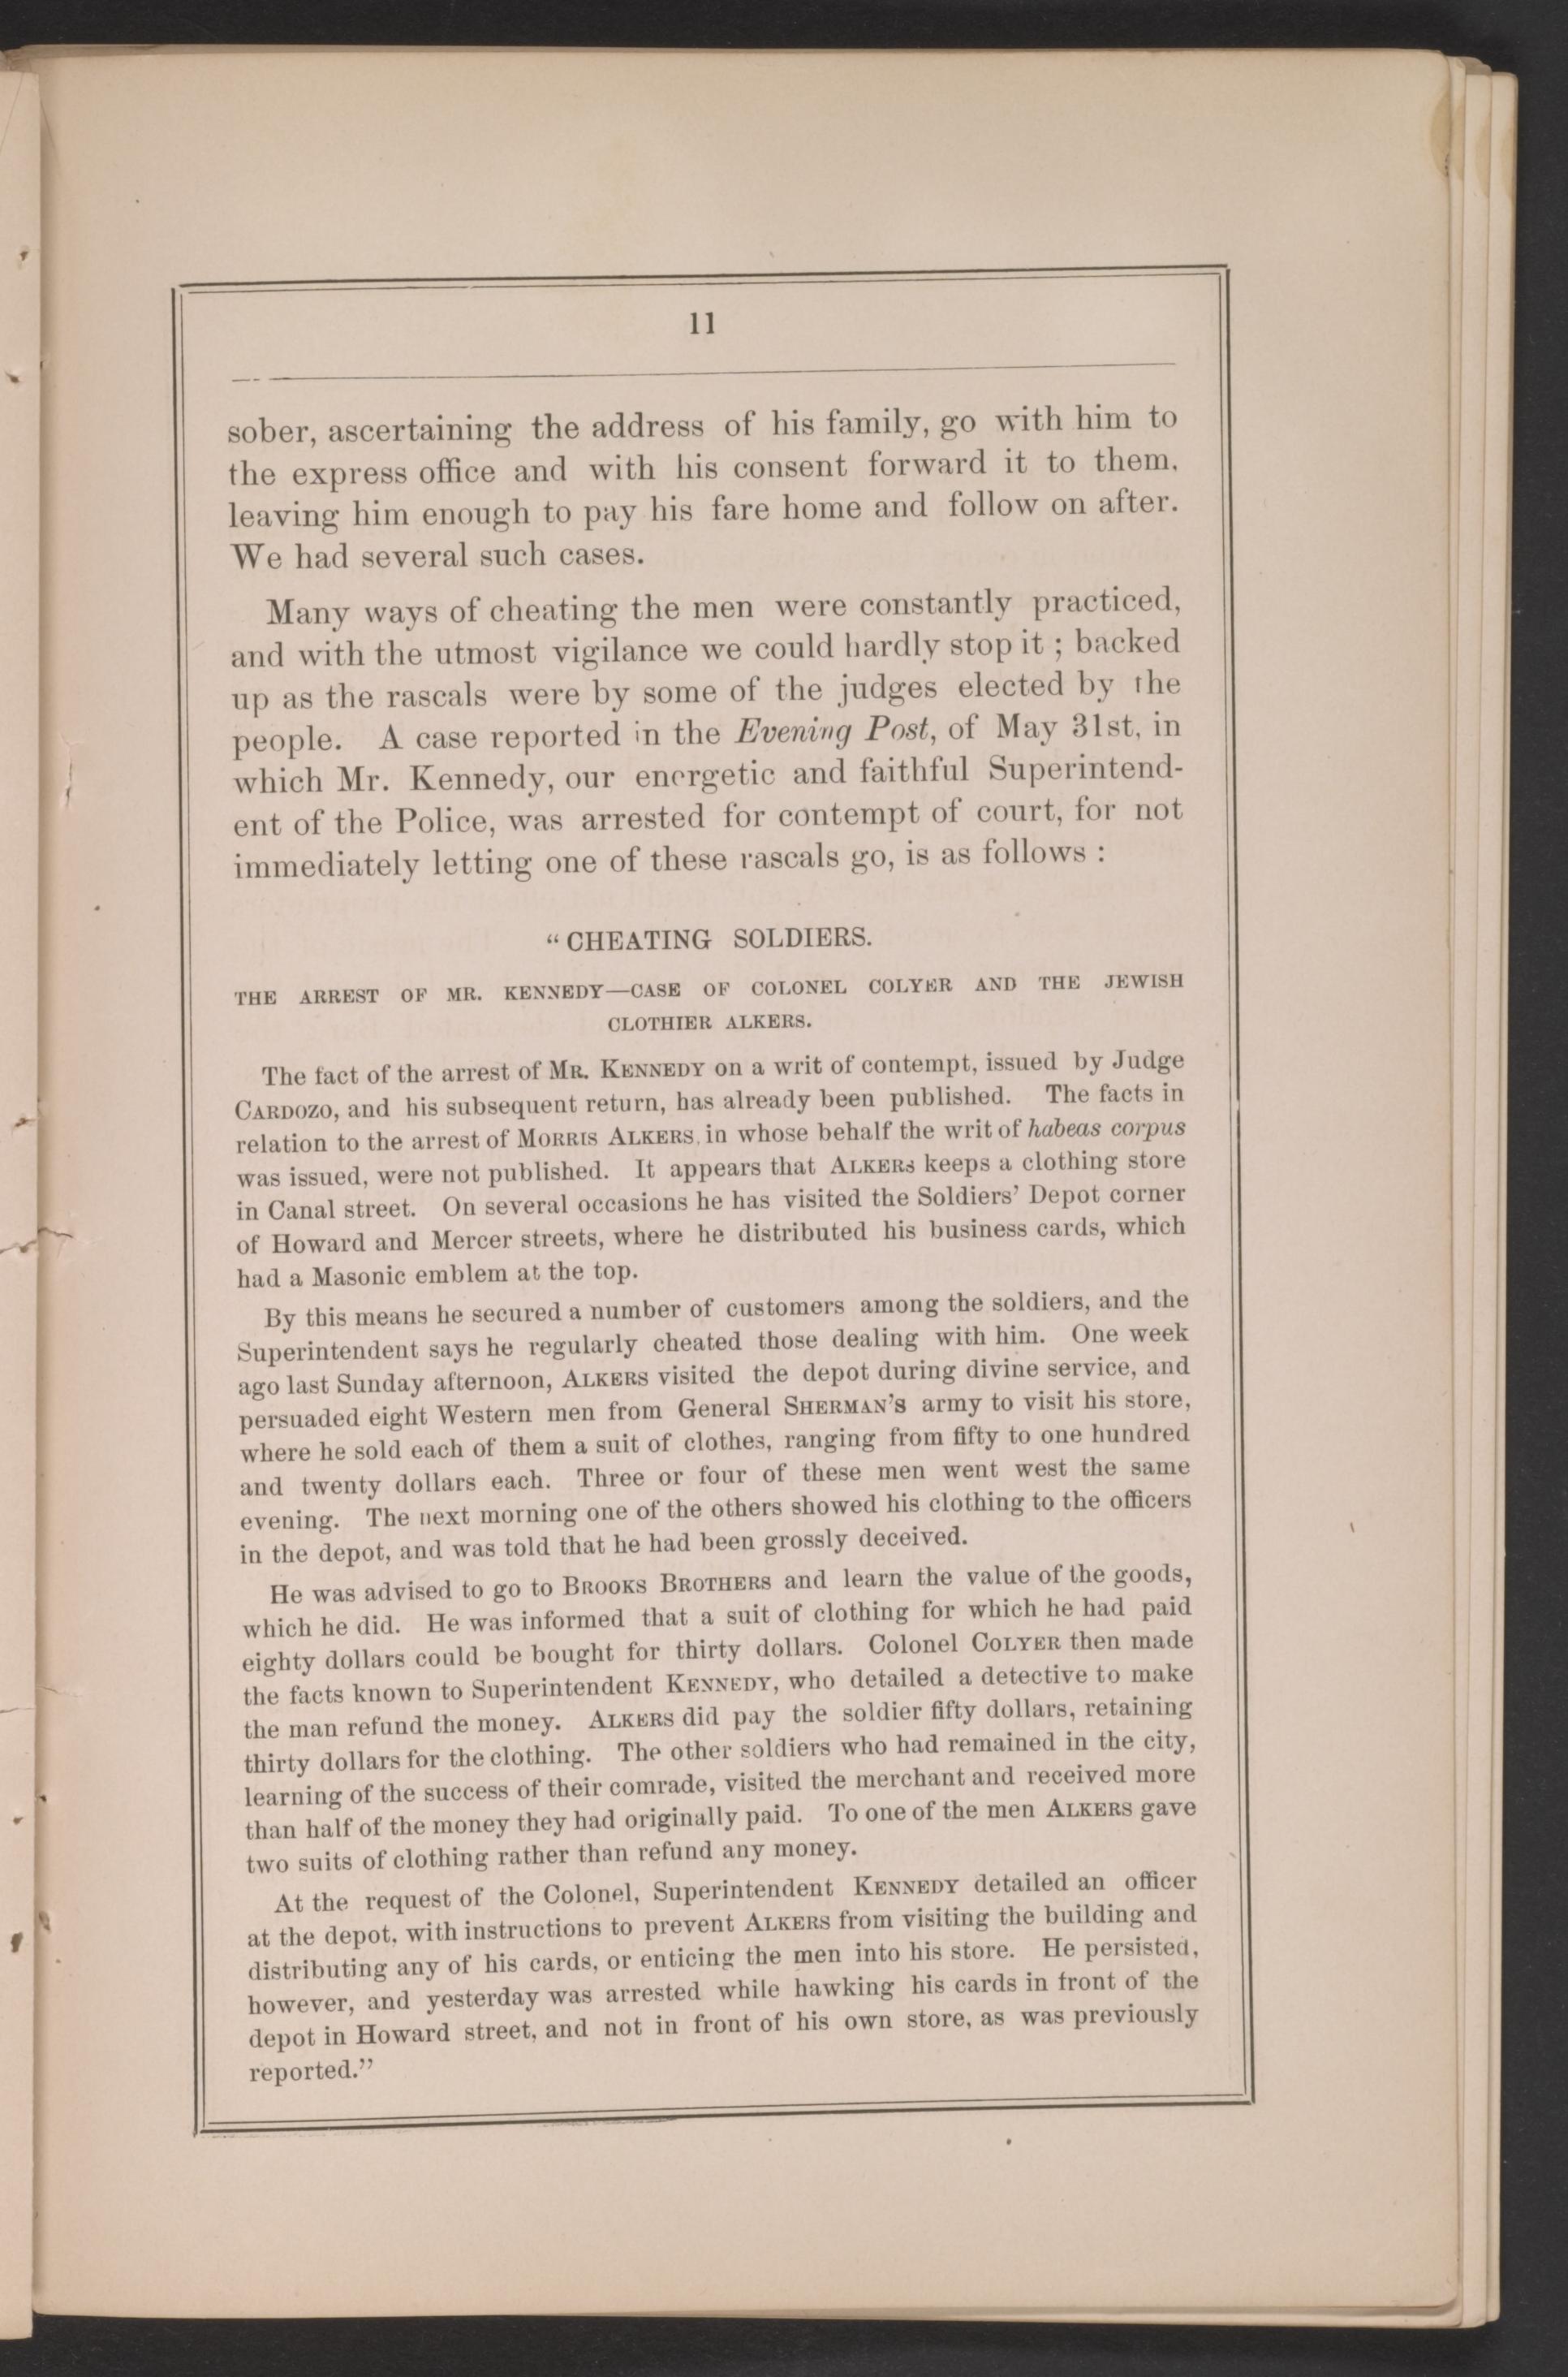 11
sober, ascertaining the address of his family, go with him to
the express office and with his consent forward it to them,
leaving him enough to pay his fare home and follow on after.
We had several such cases.
Many ways of cheating the men were constantly practiced,
and with the utmost vigilance we could hardly stop it ; backed
up as the rascals were by some of the judges elected by the
people. A case reported in the Evening Post, of May 31st, in
which Mr. Kennedy, our energetic and faithful Superintend-
ent of the Police, was arrested for contempt of court, for not
immediately letting one of these rascals go, is as follows :
“ CHEATING SOLDIERS.
THE ARREST OF MR. KENNEDY—CASE OF COLONEL COLYER AND THE JEWISH
CLOTHIER ALKERS.
The fact of the arrest of MR. KENNEDY on a writ of contempt, issued by Judge
CARDOZO, and his subsequent return, has already been published. The facts in
relation to the arrest of MORRIS ALKERS, in whose behalf the writ of habeas corpus
was issued, were not published. It appears that ALKERS keeps a clothing store
in Canal street. On several occasions he has visited the Soldiers’ Depot corner
of Howard and Mercer streets, where he distributed his business cards, which
had a Masonic emblem at the top.
By this means he secured a number of customers among the soldiers, and the
Superintendent says he regularly cheated those dealing with him. One week
ago last Sunday afternoon, ALKERS visited the depot during divine service, and
persuaded eight Western men from General SHERMAN’S army to visit his store,
where he sold each of them a suit of clothes, ranging from fifty to one hundred
and twenty dollars each. Three or four of these men went west the same
evening. The next morning one of the others showed his clothing to the officers
in the depot, and was told that he had been grossly deceived.
He was advised to go to BROOKS BROTHERS and learn the value of the goods,
which he did. He was informed that a suit of clothing for which he had paid
eighty dollars could be bought for thirty dollars. Colonel COLYER then made
the facts known to Superintendent KENNEDY, who detailed a detective to make
the man refund the money. ALKERS did pay the soldier fifty dollars, retaining
thirty dollars for the clothing. The other soldiers who had remained in the city,
learning of the success of their comrade, visited the merchant and received more
than half of the money they had originally paid. To one of the men ALKERS gave
two suits of clothing rather than refund any money.
At the request of the Colonel, Superintendent KENNEDY detailed an officer
at the depot, with instructions to prevent ALKERS from visiting the building and
distributing any of his cards, or enticing the men into his store. He persisted,
however, and yesterday was arrested while hawking his cards in front of the
depot in Howard street, and not in front of his own store, as was previously
reported.”